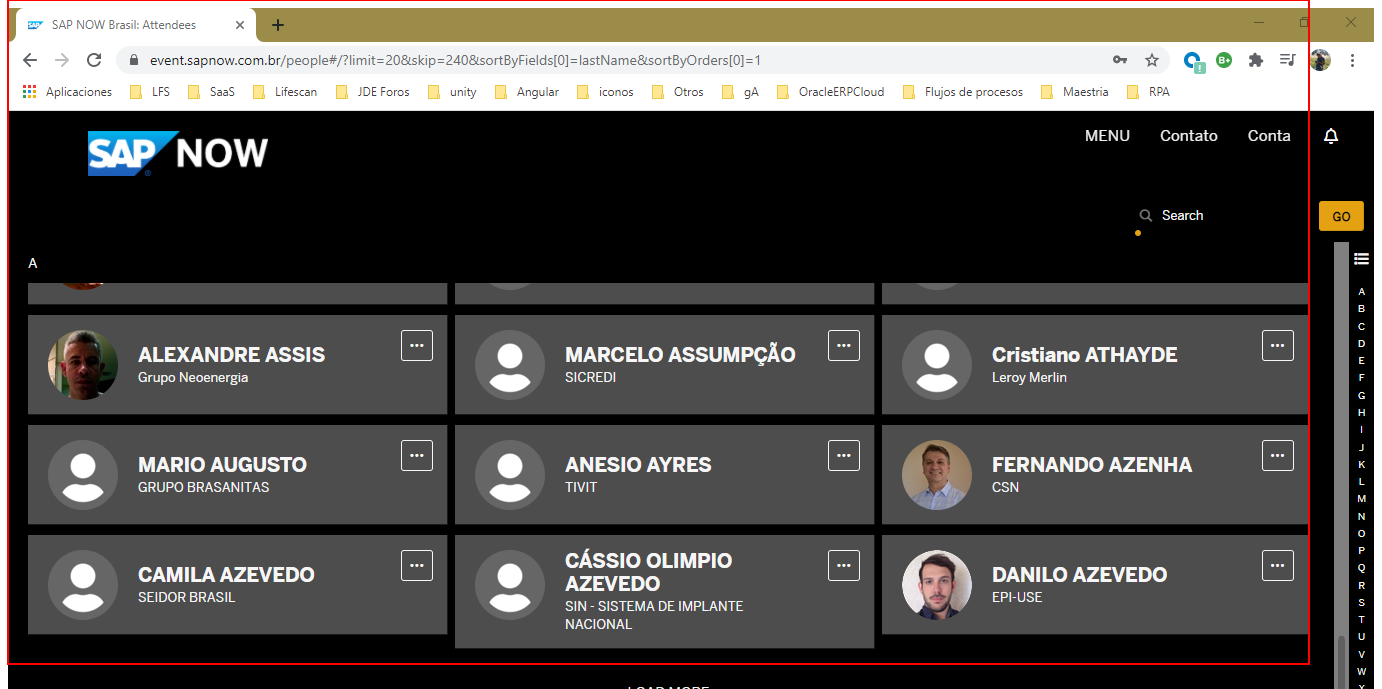 SAP SAP NOW Brasil: Attendees
event.sapnow.com.br/people#/?limit=20&skip=240&sortByFields[0]=lastName&sortByOrders[0]=1
B+
Aplicaciones LFS SaaS Lifescan JDE Foros unity Angular iconos Otros gA OracleERPCloud Flujos de procesos Maestria RPA
SAP NOW
MENU Contato Conta
Search
GO
A
ALEXANDRE ASSIS
Grupo Neoenergia
MARCELO ASSUMPÇÃO
SICREDI
Cristiano ATHAYDE
Leroy Merlin
MARIO AUGUSTO
GRUPO BRASANITAS
ANESIO AYRES
TIVIT
FERNANDO AZENHA
CSN
CAMILA AZEVEDO
SEIDOR BRASIL
CÁSSIO OLIMPIO
AZEVEDO
SIN - SISTEMA DE IMPLANTE
NACIONAL
DANILO AZEVEDO
EPI-USE
LOAD MORE
A
B
C
D
E
F
G
H
I
J
K
L
M
N
O
P
Q
R
S
T
U
V
W
X